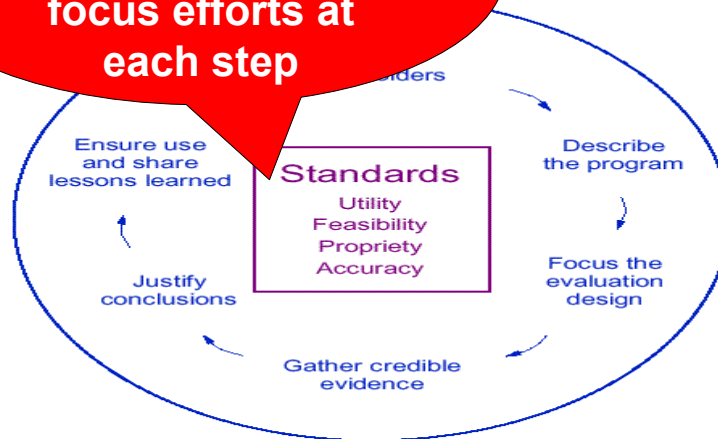 focus efforts at
each step
Ensure use
and share
lessons learned
Describe
the program
Standards
Utility
Feasibility
Propriety
Accuracy
Focus the
evaluation
design
Justify
conclusions
Gather credible
evidence